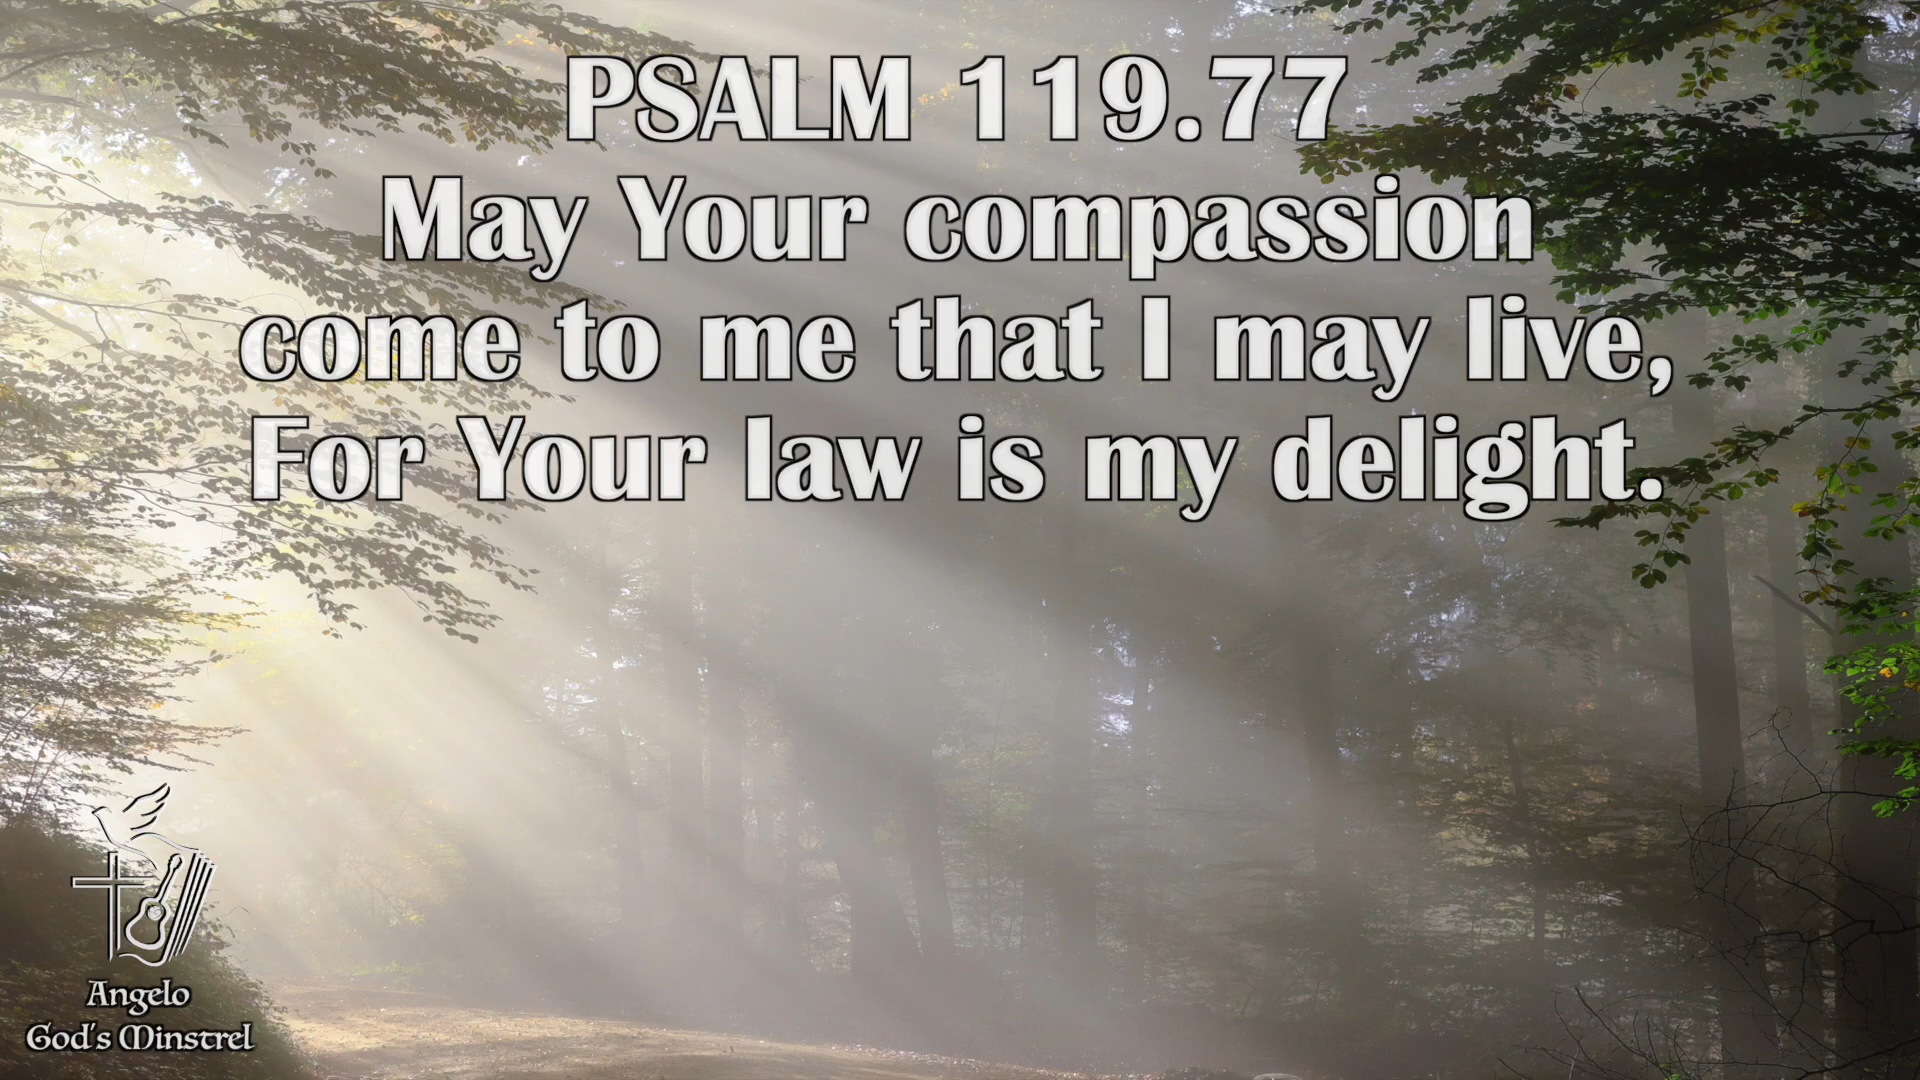 PSALM 119.77
May Your compassion
come to me that I may live,
For Your law is my delight.
Angelo
God's Minstrel